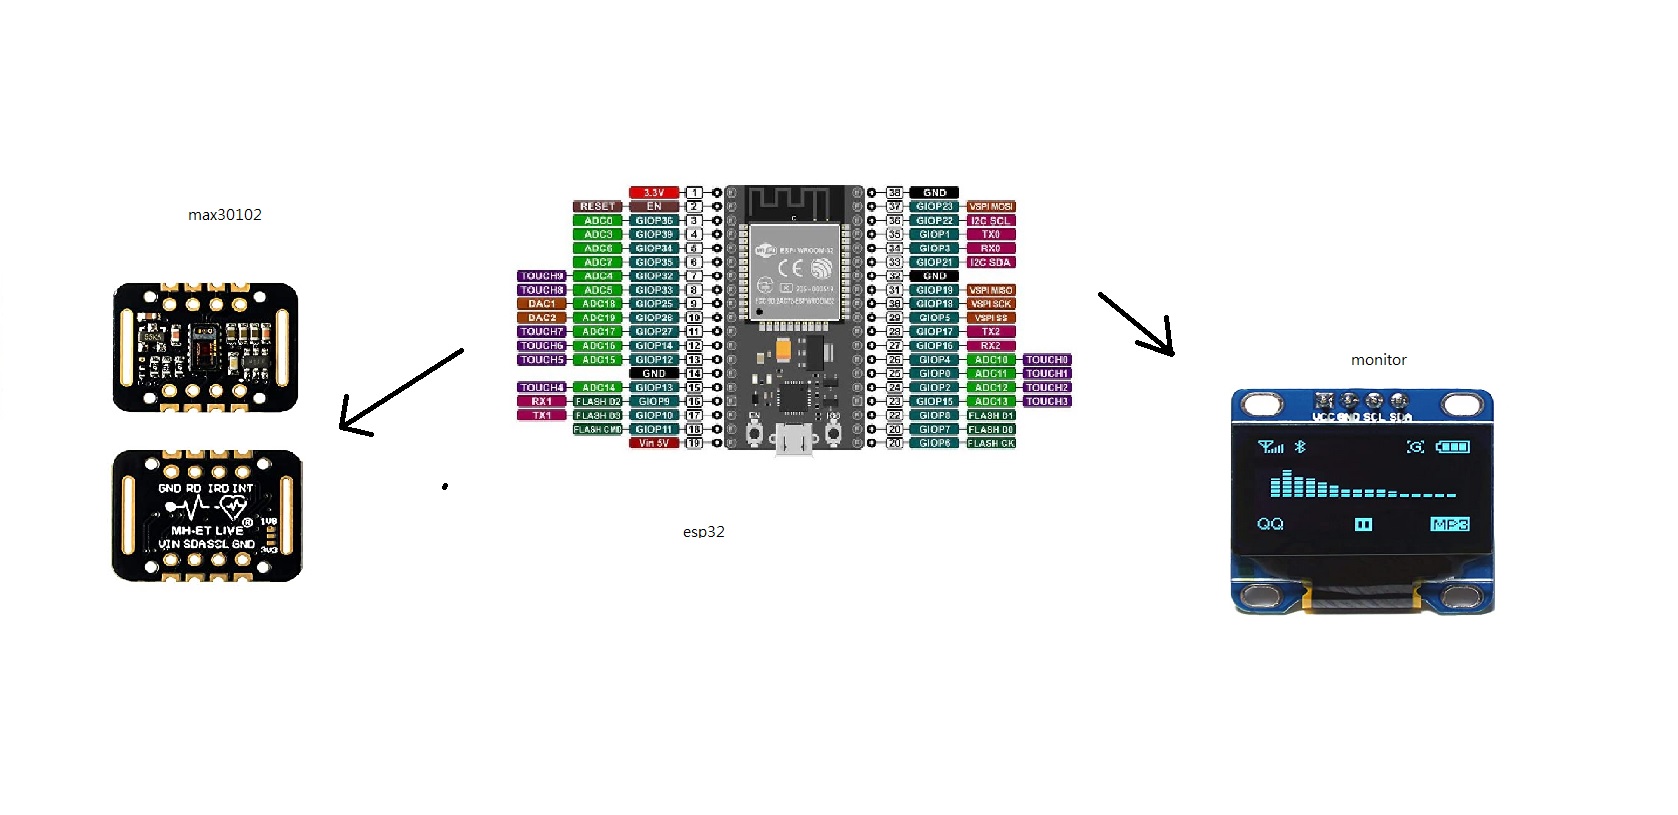 max30102
GND RD IRD INT
MH-ET LIVE
®
VIN SDA SCL GND
1V8
3V3
3.3V 1
RESET EN 2
ADC0 GIOP36 3
ADC3 GIOP39 4
ADC6 GIOP34 5
ADC7 GIOP35 6
TOUCH9 ADC4 GIOP32 7
TOUCH8 ADC5 GIOP33 8
DAC1 ADC18 GIOP25 9
DAC2 ADC19 GIOP26 10
TOUCH7 ADC17 GIOP27 11
TOUCH6 ADC16 GIOP14 12
TOUCH5 ADC15 GIOP12 13
GND 14
TOUCH4 ADC14 GIOP13 15
RX1 FLASH D2 GIOP9 16
TX1 FLASH D3 GIOP10 17
FLASH CMD GIOP11 18
Vin 5V 19
ESP-WROOM-32
CE
EN
38 GND
37 GIOP23 VSPI MOSI
36 GIOP22 I2C SCL
35 GIOP1 TX0
34 GIOP3 RX0
33 GIOP21 I2C SDA
32 GND
31 GIOP19 VSPI MISO
30 GIOP18 VSPI SCK
29 GIOP5 VSPI SS
28 GIOP17 TX2
27 GIOP16 RX2
26 GIOP4 ADC10 TOUCH0
25 GIOP0 ADC11 TOUCH1
24 GIOP2 ADC12 TOUCH2
23 GIOP15 ADC13 TOUCH3
22 GIOP8 FLASH D1
21 GIOP7 FLASH D0
20 GIOP6 FLASH CK
esp32
monitor
VCC GND SCL SDA
G
QQ MP3